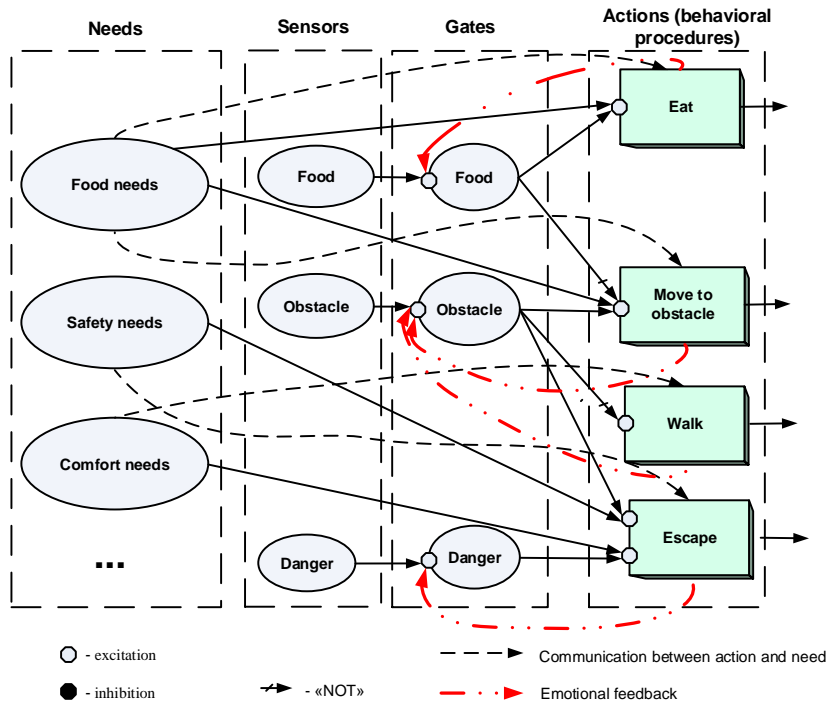 Needs
Sensors
Gates
Actions (behavioral
procedures)
Eat
Food needs
Food
Food
Safety needs
Obstacle
Obstacle
Move to
obstacle
Walk
Comfort needs
Escape
...
Danger
Danger
- excitation
Communication between action and need
- inhibition
- «NOT»
Emotional feedback